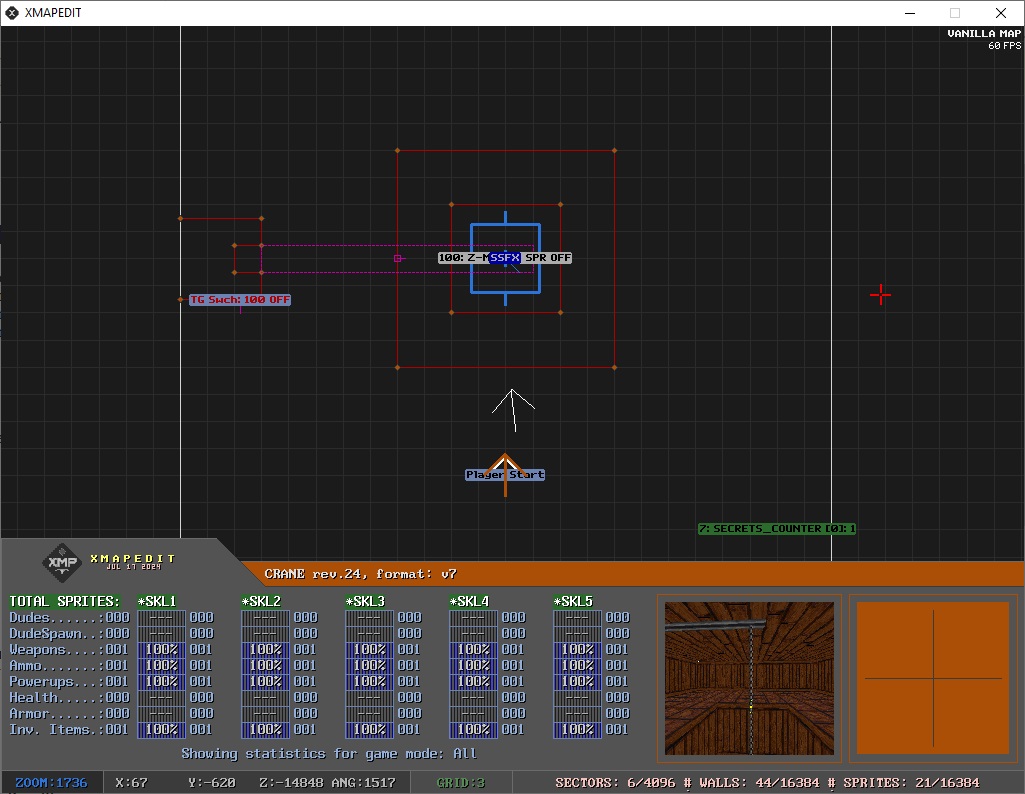 XMAPEDIT
VANILLA MAP
60 FPS
100: Z-MSSFX SPR OFF
TG Swch: 100 OFF
Player Start
7: SECRETS_COUNTER [0]: 1
XMP
XMAPEDIT
JUL 17 2024
CRANE rev.24, format: v7
TOTAL SPRITES: *SKL1 *SKL2 *SKL3 *SKL4 *SKL5
Dudes......:000 --- 000 --- 000 --- 000 --- 000 --- 000
DudeSpawn..:000 --- 000 --- 000 --- 000 --- 000 --- 000
Weapons....:001 100% 001 100% 001 100% 001 100% 001 100% 001
Ammo.......:001 100% 001 100% 001 100% 001 100% 001 100% 001
Powerups...:001 100% 001 100% 001 100% 001 100% 001 100% 001
Health.....:000 --- 000 --- 000 --- 000 --- 000 --- 000
Armor......:000 --- 000 --- 000 --- 000 --- 000 --- 000
Inv. Items.:001 100% 001 100% 001 100% 001 100% 001 100% 001
Showing statistics for game mode: All
ZOOM:1736 X:67 Y:-620 Z:-14848 ANG:1517 GRID:3 SECTORS: 6/4096 # WALLS: 44/16384 # SPRITES: 21/16384